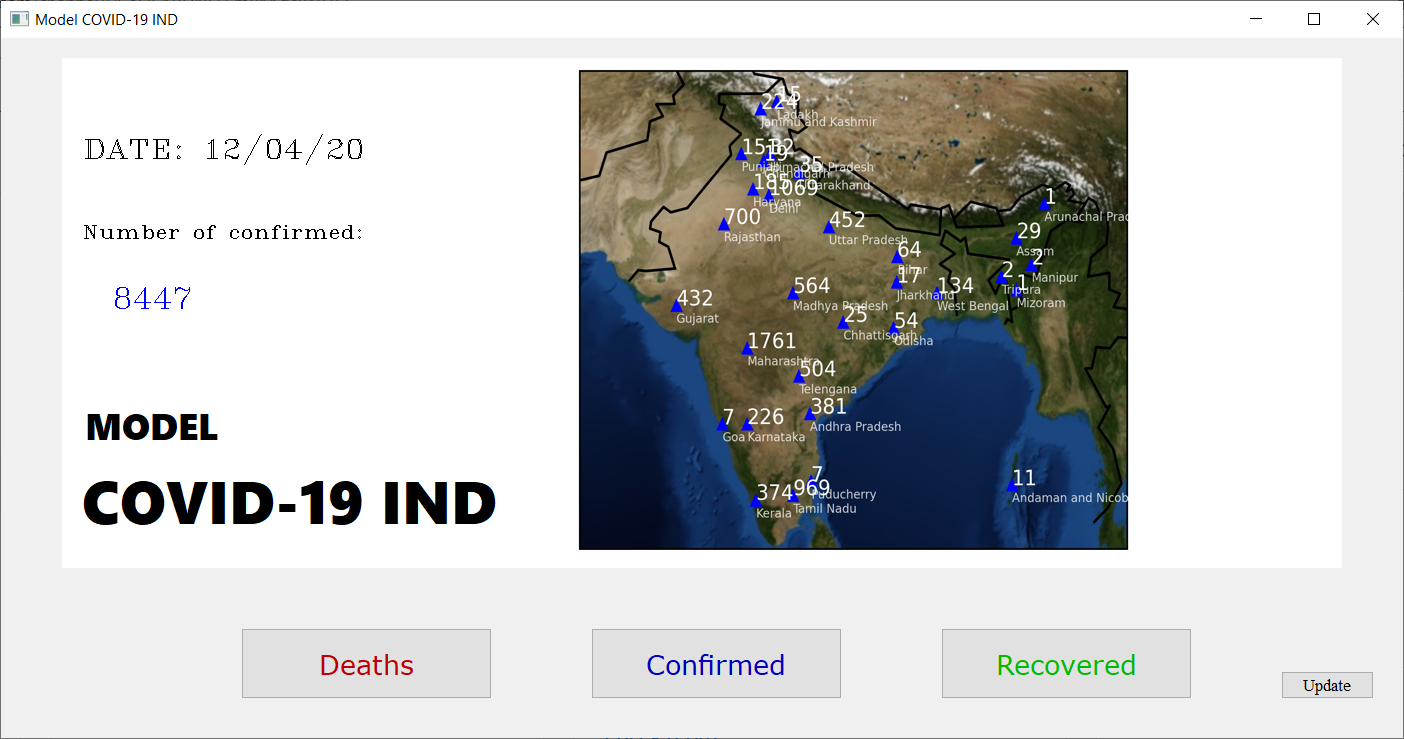 Model COVID-19 IND
DATE: 12/04/20
Number of confirmed:
8447
MODEL
COVID-19 IND
15
Ladakh
224
Jammu and Kashmir
151
Punjab
32
Himachal Pradesh
19
Chandigarh
35
Uttarakhand
185
Haryana
1069
Delhi
700
Rajasthan
452
Uttar Pradesh
1
Arunachal Prad
29
Assam
64
Bihar
2
Manipur
2
Tripura
1
Mizoram
17
Jharkhand
134
West Bengal
564
Madhya Pradesh
432
Gujarat
25
Chhattisgarh
54
Odisha
1761
Maharashtra
504
Telengana
381
Andhra Pradesh
7
Goa
226
Karnataka
7
Puducherry
374
Kerala
969
Tamil Nadu
11
Andaman and Nicob
Deaths
Confirmed
Recovered
Update